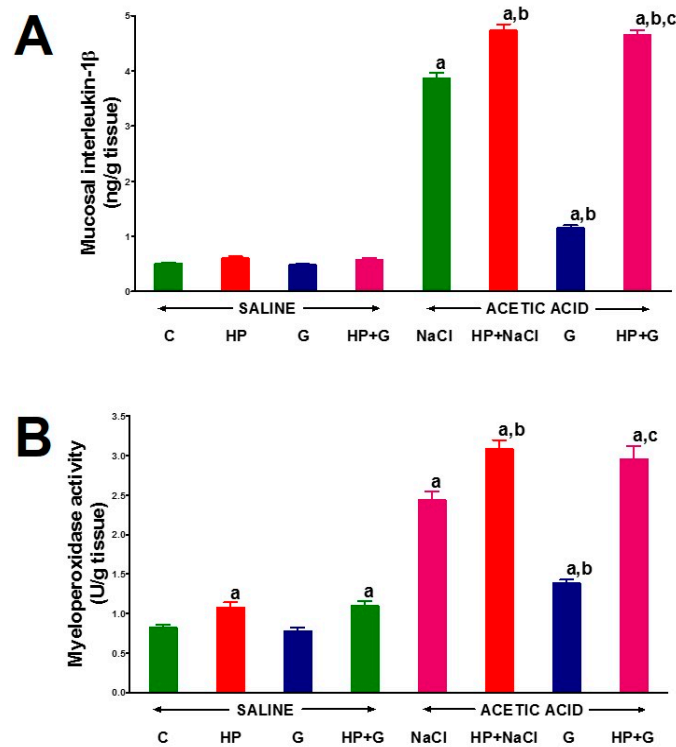 A
Mucosal interleukin-1β
(ng/g tissue)
5
4
3
2
1
0
a
a,b
a,b
a,b,c
SALINE
ACETIC ACID
C HP G HP+G NaCl HP+NaCl G HP+G
B
Myeloperoxidase activity
(U/g tissue)
3.5
3.0
2.5
2.0
1.5
1.0
0.5
0.0
a
a
a
a,b
a,b
a,c
SALINE
ACETIC ACID
C HP G HP+G NaCl HP+NaCl G HP+G